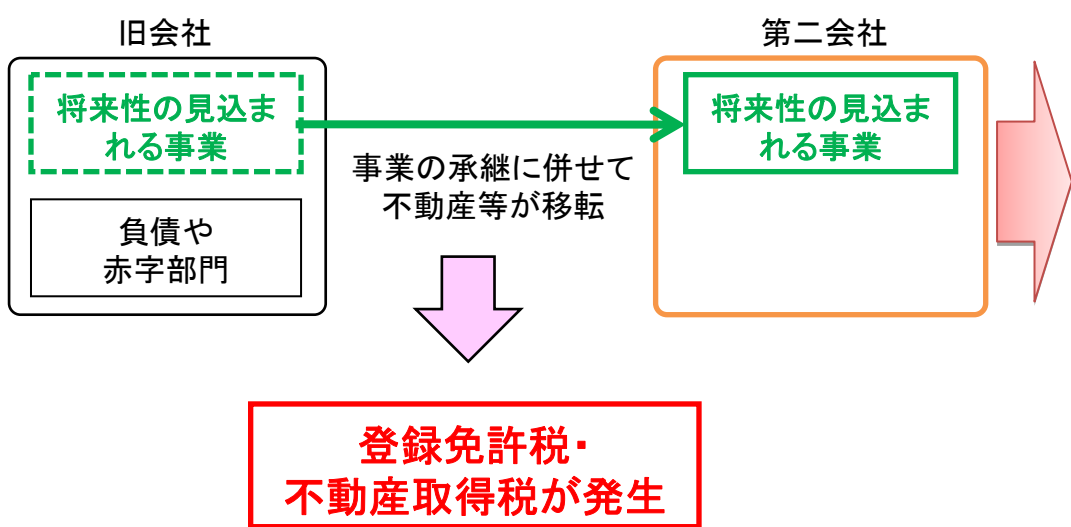 旧会社
第二会社
将来性の見込ま
れる事業
将来性の見込ま
れる事業
事業の承継に併せて
不動産等が移転
負債や
赤字部門
登録免許税・
不動産取得税が発生